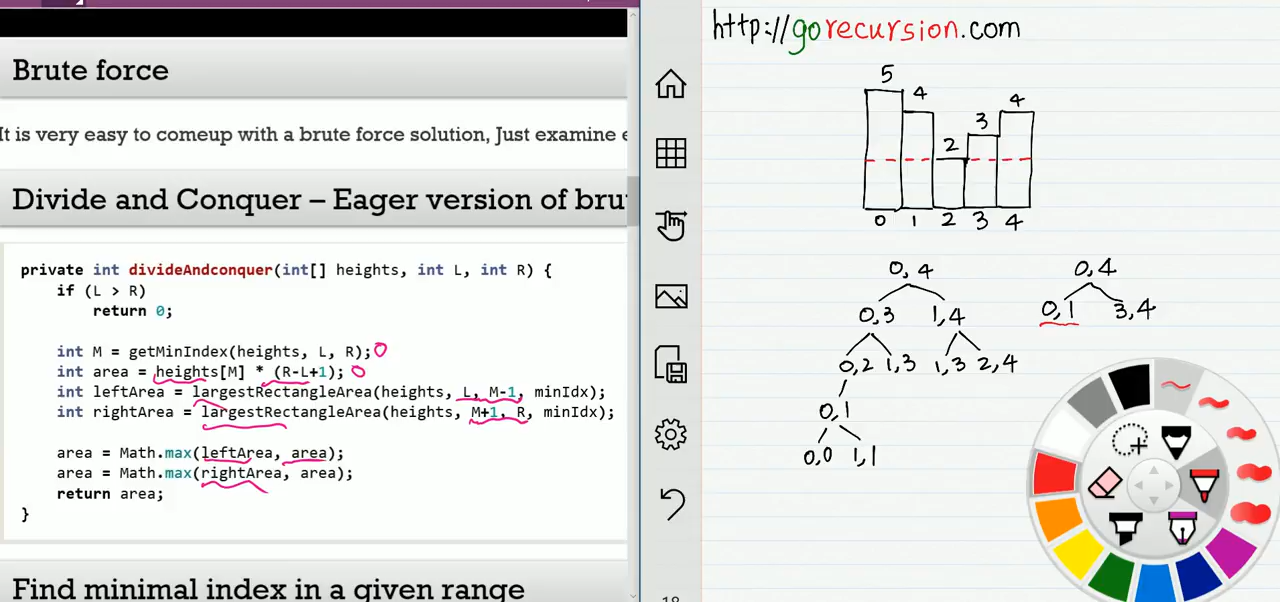 Brute force
It is very easy to comeup with a brute force solution, Just examine e
Divide and Conquer – Eager version of bru
private int divideAndconquer(int[] heights, int L, int R) {
if (L > R)
return 0;
int M = getMinIndex(heights, L, R);
int area = heights[M] * (R-L+1);
int leftArea = largestRectangleArea(heights, L, M-1, minIdx);
int rightArea = largestRectangleArea(heights, M+1, R, minIdx);
area = Math.max(leftArea, area);
area = Math.max(rightArea, area);
return area;
}
Find minimal index in a given range
http://gorecursion.com
5
4
2
3
4
0 1 2 3 4
0,4
0,3 1,4
0,2 1,3 1,3 2,4
0,1
0,0 1,1
0,4
0,1 3,4